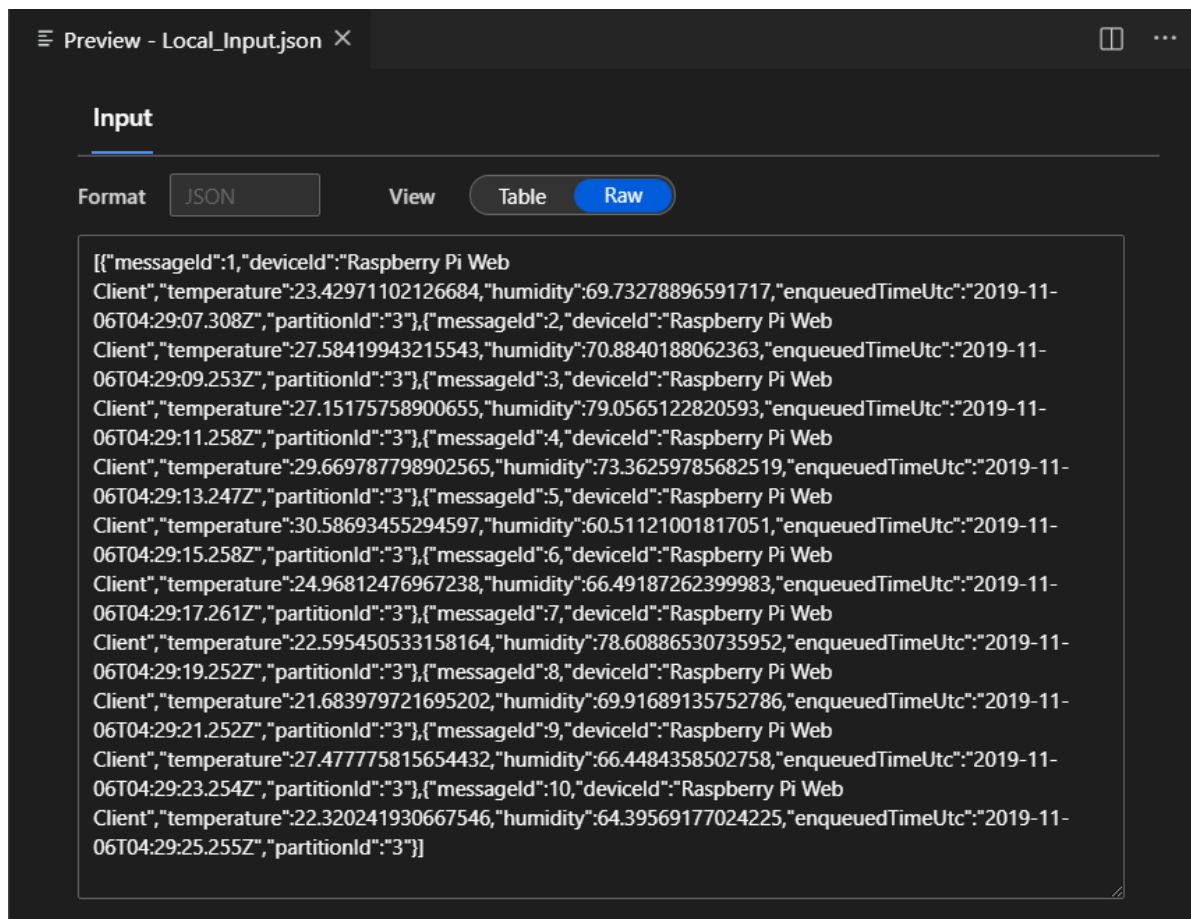 Preview - Local_Input.json
Input
Format JSON View Table Raw
[{"messageId":1,"deviceId":"Raspberry Pi Web
Client","temperature":23.42971102126684,"humidity":69.73278896591717,"enqueuedTimeUtc":"2019-11-
06T04:29:07.308Z","partitionId":"3"},{"messageId":2,"deviceId":"Raspberry Pi Web
Client","temperature":27.58419943215543,"humidity":70.8840188062363,"enqueuedTimeUtc":"2019-11-
06T04:29:09.253Z","partitionId":"3"},{"messageId":3,"deviceId":"Raspberry Pi Web
Client","temperature":27.15175758900655,"humidity":79.0565122820593,"enqueuedTimeUtc":"2019-11-
06T04:29:11.258Z","partitionId":"3"},{"messageId":4,"deviceId":"Raspberry Pi Web
Client","temperature":29.669787798902565,"humidity":73.36259785682519,"enqueuedTimeUtc":"2019-11-
06T04:29:13.247Z","partitionId":"3"},{"messageId":5,"deviceId":"Raspberry Pi Web
Client","temperature":30.58693455294597,"humidity":60.51121001817051,"enqueuedTimeUtc":"2019-11-
06T04:29:15.258Z","partitionId":"3"},{"messageId":6,"deviceId":"Raspberry Pi Web
Client","temperature":24.96812476967238,"humidity":66.49187262399983,"enqueuedTimeUtc":"2019-11-
06T04:29:17.261Z","partitionId":"3"},{"messageId":7,"deviceId":"Raspberry Pi Web
Client","temperature":22.595450533158164,"humidity":78.60886530735952,"enqueuedTimeUtc":"2019-11-
06T04:29:19.252Z","partitionId":"3"},{"messageId":8,"deviceId":"Raspberry Pi Web
Client","temperature":21.683979721695202,"humidity":69.91689135752786,"enqueuedTimeUtc":"2019-11-
06T04:29:21.252Z","partitionId":"3"},{"messageId":9,"deviceId":"Raspberry Pi Web
Client","temperature":27.477775815654432,"humidity":66.4484358502758,"enqueuedTimeUtc":"2019-11-
06T04:29:23.254Z","partitionId":"3"},{"messageId":10,"deviceId":"Raspberry Pi Web
Client","temperature":22.320241930667546,"humidity":64.39569177024225,"enqueuedTimeUtc":"2019-11-
06T04:29:25.255Z","partitionId":"3"}]